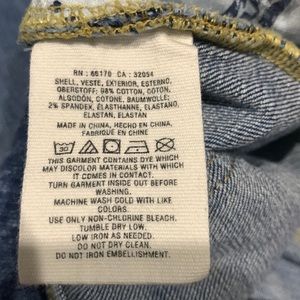 RN : 66170 CA : 32054
SHELL, VESTE, EXTERIOR, ESTERNO,
OBERSTOFF: 98% COTTON, COTON,
ALGODÓN, COTONE, BAUMWOLLE;
2% SPANDEX, ÉLASTHANNE, ELASTANO,
ELASTAN, ELASTAN
MADE IN CHINA, HECHO EN CHINA,
FABRIQUÉ EN CHINE
30
THIS GARMENT CONTAINS DYE WHICH
MAY DISCOLOR MATERIALS WITH WHICH
IT COMES IN CONTACT.
TURN GARMENT INSIDE OUT BEFORE
WASHING.
MACHINE WASH COLD WITH LIKE
COLORS.
USE ONLY NON-CHLORINE BLEACH.
TUMBLE DRY LOW.
LOW IRON AS NEEDED.
DO NOT DRY CLEAN.
DO NOT IRON EMBELLISHMENT.